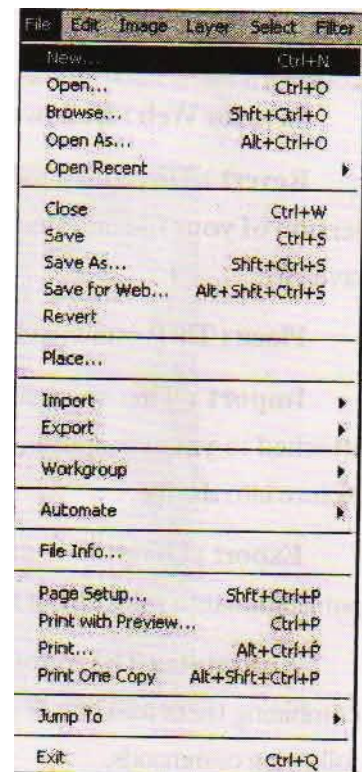 File Edit Image Layer Select Filter
New... Ctrl+N
Open... Ctrl+O
Browse... Shft+Ctrl+O
Open As... Alt+Ctrl+O
Open Recent
Close Ctrl+W
Save Ctrl+S
Save As... Shft+Ctrl+S
Save for Web... Alt+Shft+Ctrl+S
Revert
Place...
Import
Export
Workgroup
Automate
File Info...
Page Setup... Shft+Ctrl+P
Print with Preview... Ctrl+P
Print... Alt+Ctrl+P
Print One Copy Alt+Shft+Ctrl+P
Jump To
Exit Ctrl+Q